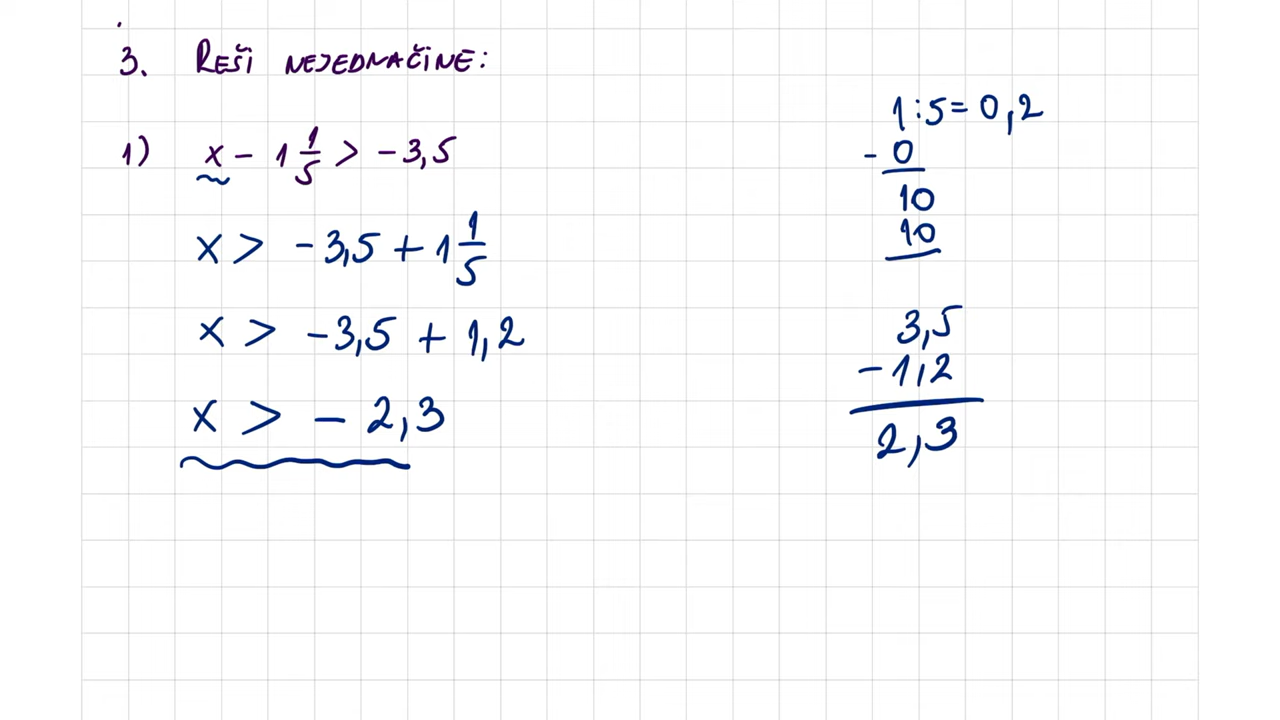 3. REŠI NEJEDNAČINE:
1) x - 1 1/5 > -3,5
x > -3,5 + 1 1/5
x > -3,5 + 1,2
x > - 2,3
1:5=0,2
- 0
10
10
3,5
- 1,2
2,3